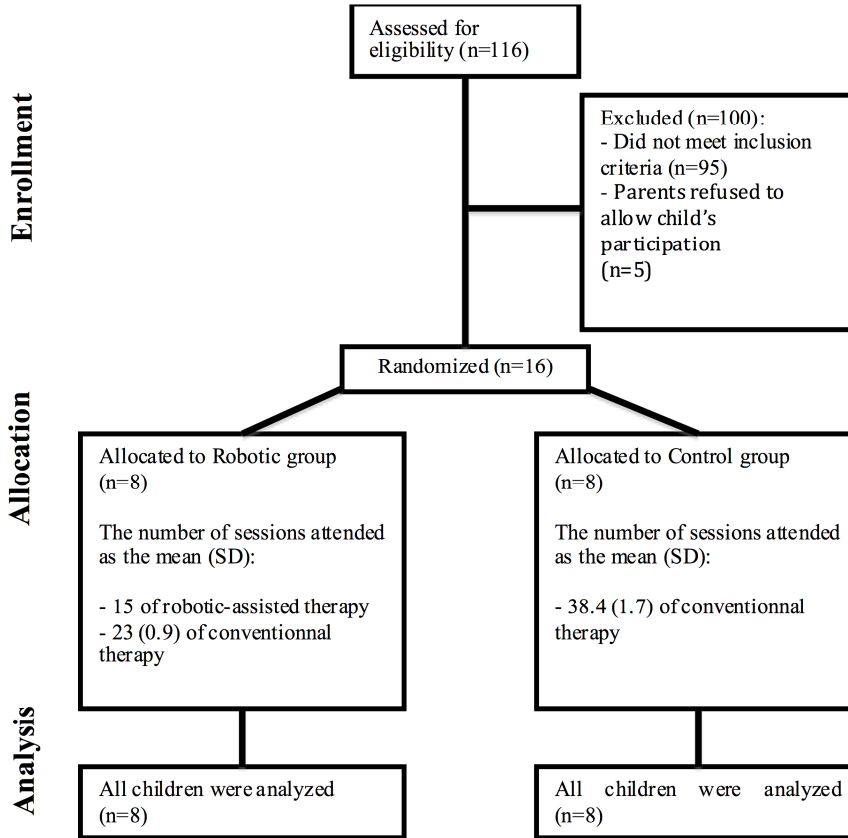 Enrollment
Assessed for
eligibility (n=116)
Excluded (n=100):
- Did not meet inclusion
criteria (n=95)
- Parents refused to
allow child's
participation
(n=5)
Randomized (n=16)
Allocation
Allocated to Robotic group
(n=8)
The number of sessions attended
as the mean (SD):
- 15 of robotic-assisted therapy
- 23 (0.9) of conventionnal
therapy
Allocated to Control group
(n=8)
The number of sessions attended
as the mean (SD):
- 38.4 (1.7) of conventionnal
therapy
Analysis
All children were analyzed
(n=8)
All children were analyzed
(n=8)